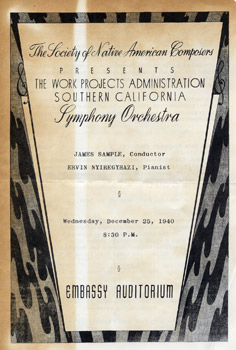 The Society of Native American Composers
PRESENTS
THE WORK PROJECTS ADMINISTRATION
SOUTHERN CALIFORNIA
Symphony Orchestra
JAMES SAMPLE, Conductor
ERVIN NYIREGYHAZI, Pianist
§
Wednesday, December 25, 1940
8:30 P.M.
§
EMBASSY AUDITORIUM